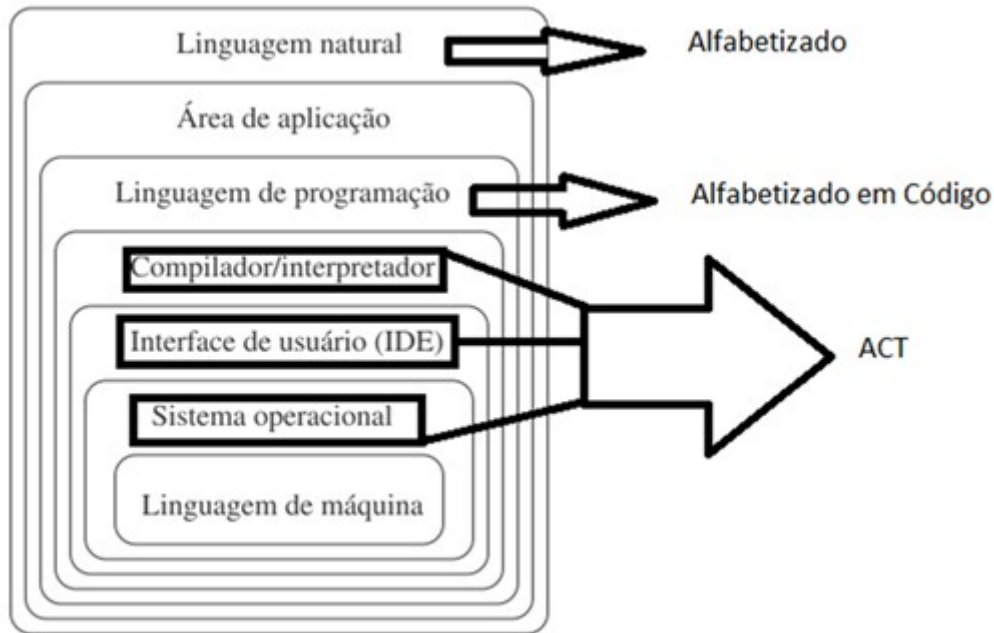 Linguagem natural
Alfabetizado
Área de aplicação
Linguagem de programação
Alfabetizado em Código
Compilador/interpretador
Interface de usuário (IDE)
ACT
Sistema operacional
Linguagem de máquina